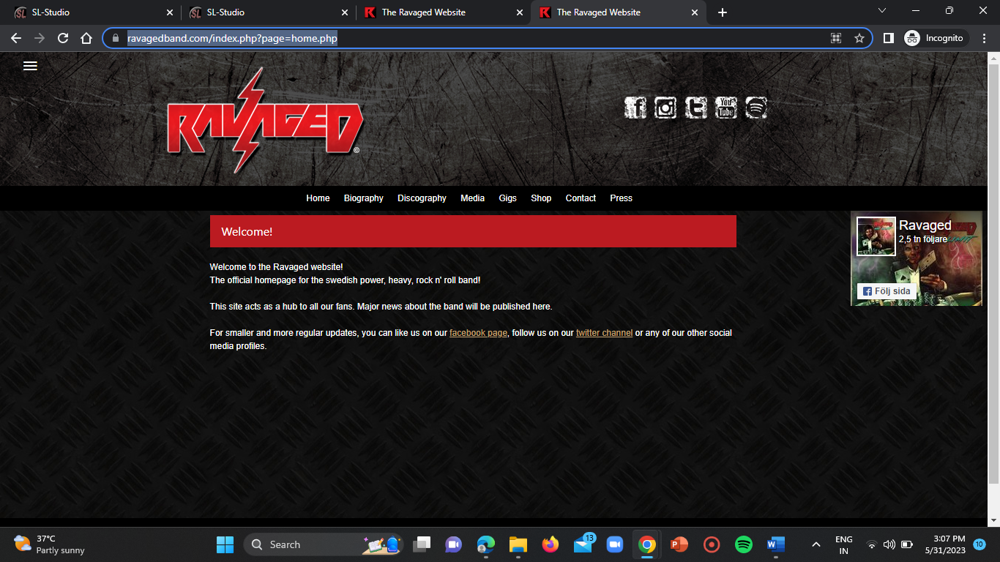 SL-Studio
SL-Studio
The Ravaged Website
The Ravaged Website
ravagedband.com/index.php?page=home.php
Incognito
RAVAGED
©
f
t
You
Tube
Home Biography Discography Media Gigs Shop Contact Press
Welcome!
Ravaged
2,5 tn följare
Följ sida
Welcome to the Ravaged website!
The official homepage for the swedish power, heavy, rock n' roll band!
This site acts as a hub to all our fans. Major news about the band will be published here.
For smaller and more regular updates, you can like us on our facebook page, follow us on our twitter channel or any of our other social
media profiles.
37°C
Partly sunny
Search
13
ENG
IN
3:07 PM
5/31/2023
10